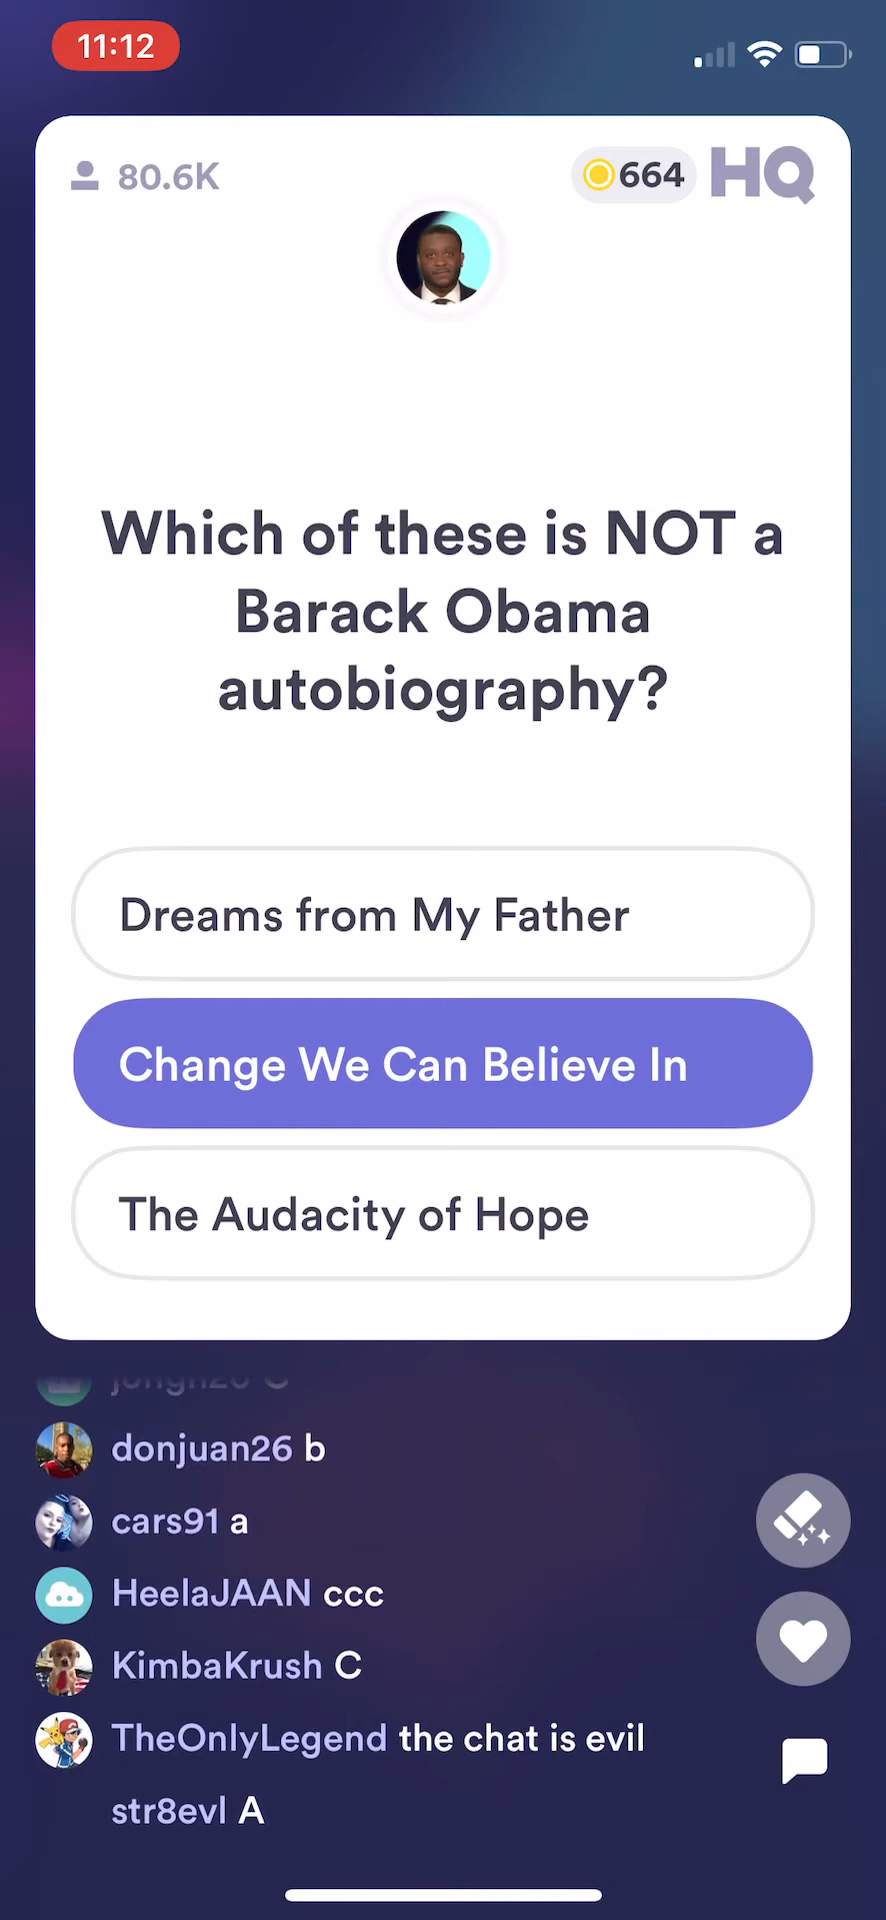 11:12
80.6K
664
HQ
Which of these is NOT a
Barack Obama
autobiography?
Dreams from My Father
Change We Can Believe In
The Audacity of Hope
donjuan26 b
cars91 a
HeelaJAAN ccc
KimbaKrush C
TheOnlyLegend the chat is evil
str8evl A